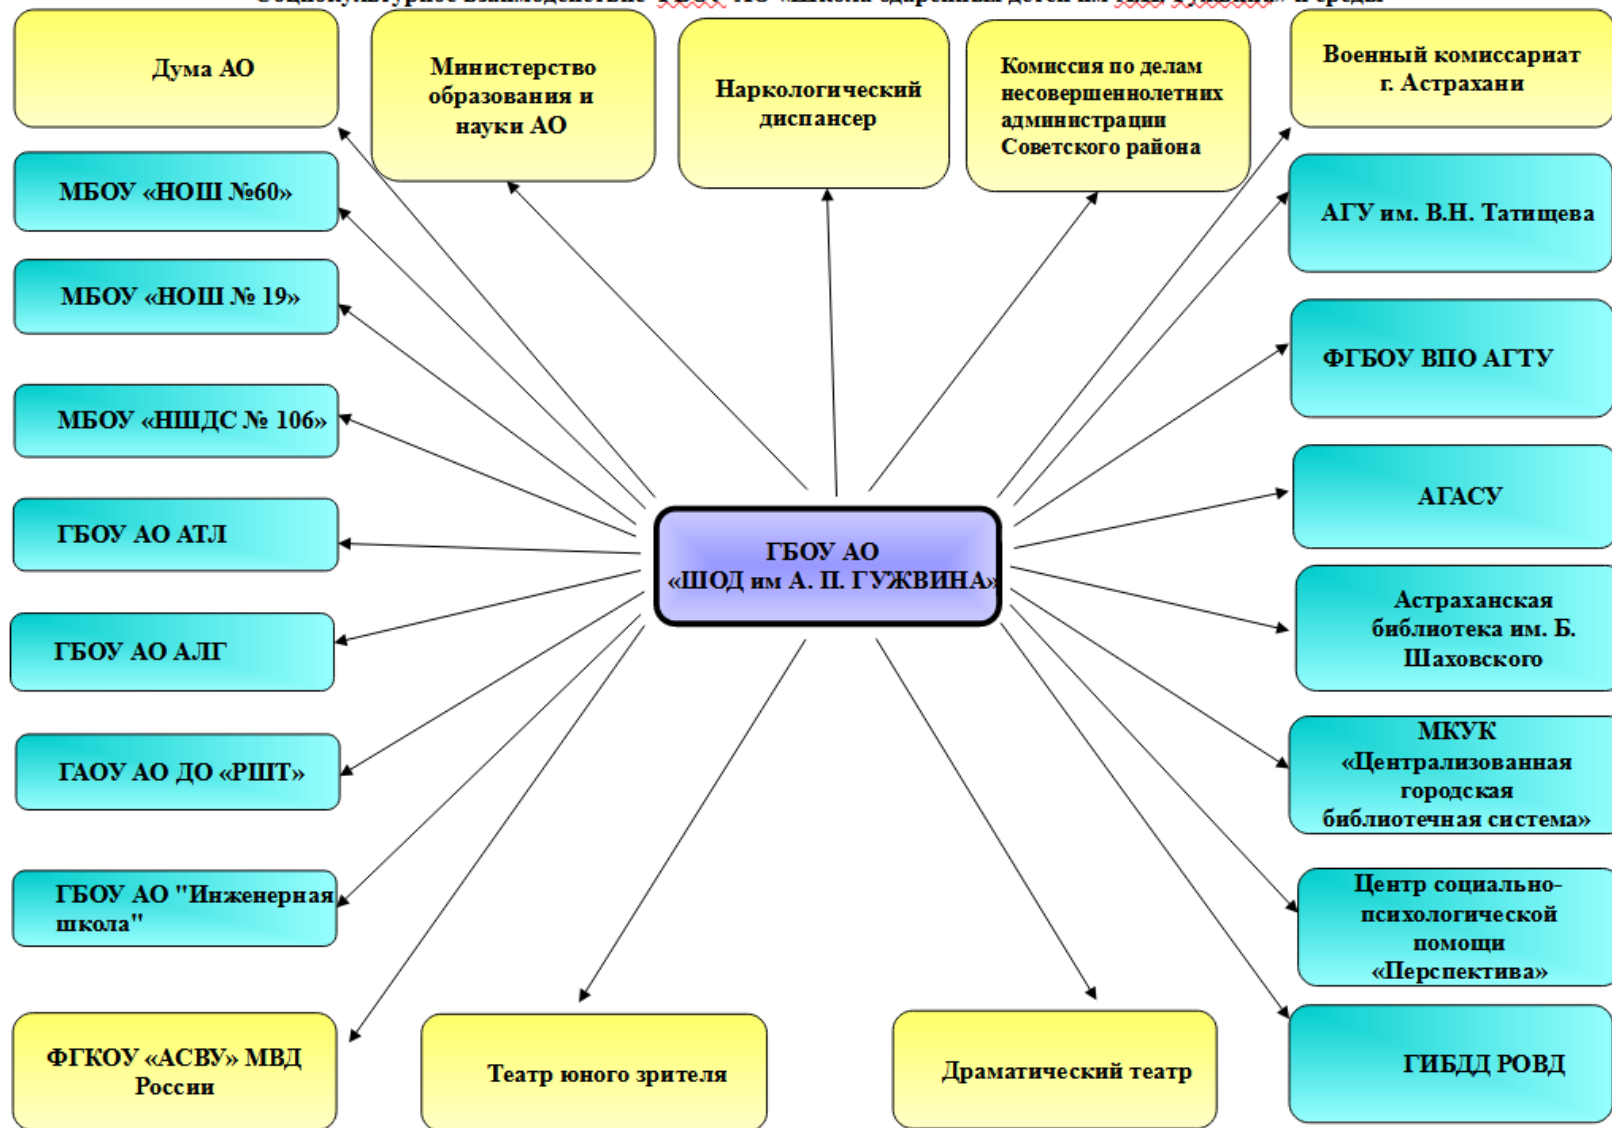 Дума АО
Министерство
образования и
науки АО
Наркологический
диспансер
Комиссия по делам
несовершеннолетних
администрации
Советского района
Военный комиссариат
г. Астрахани
МБОУ «НОШ №60»
МБОУ «НОШ № 19»
МБОУ «НШДС № 106»
ГБОУ АО АТЛ
ГБОУ АО АЛГ
ГАОУ АО ДО «РШТ»
ГБОУ АО "Инженерная
школа"
ФГКОУ «АСВУ» МВД
России
ГБОУ АО
«ШОД им А. П. ГУЖВИНА»
Театр юного зрителя
Драматический театр
АГУ им. В.Н. Татищева
ФГБОУ ВПО АГТУ
АГАСУ
Астраханская
библиотека им. Б.
Шаховского
МКУК
«Централизованная
городская
библиотечная система»
Центр социально-
психологической
помощи
«Перспектива»
ГИБДД РОВД